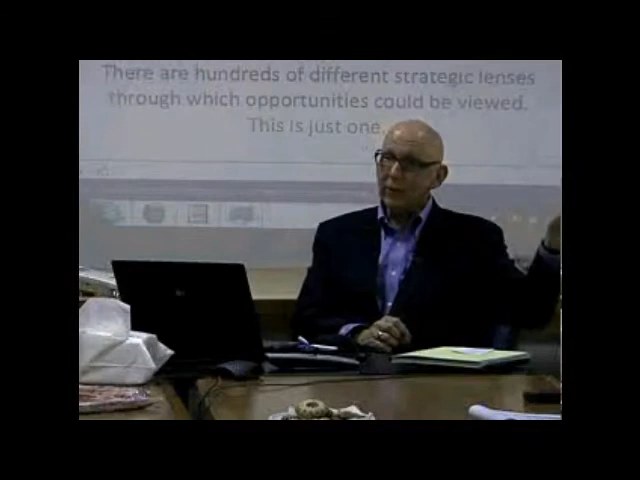 There are hundreds of different strategic lenses
through which opportunities could be viewed.
This is just one.